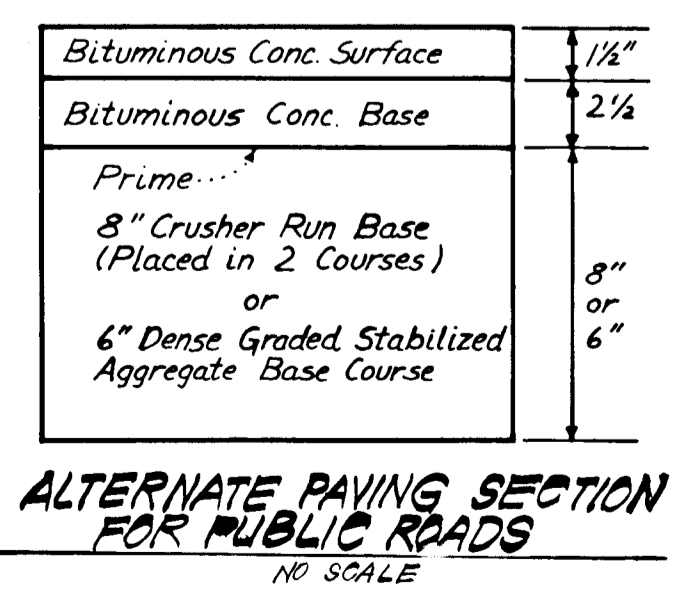 Bituminous Conc. Surface
1½"
Bituminous Conc. Base
2½
Prime.....
8" Crusher Run Base
(Placed in 2 Courses)
or
6" Dense Graded Stabilized
Aggregate Base Course
8"
or
6"
ALTERNATE PAVING SECTION
FOR PUBLIC ROADS
NO SCALE